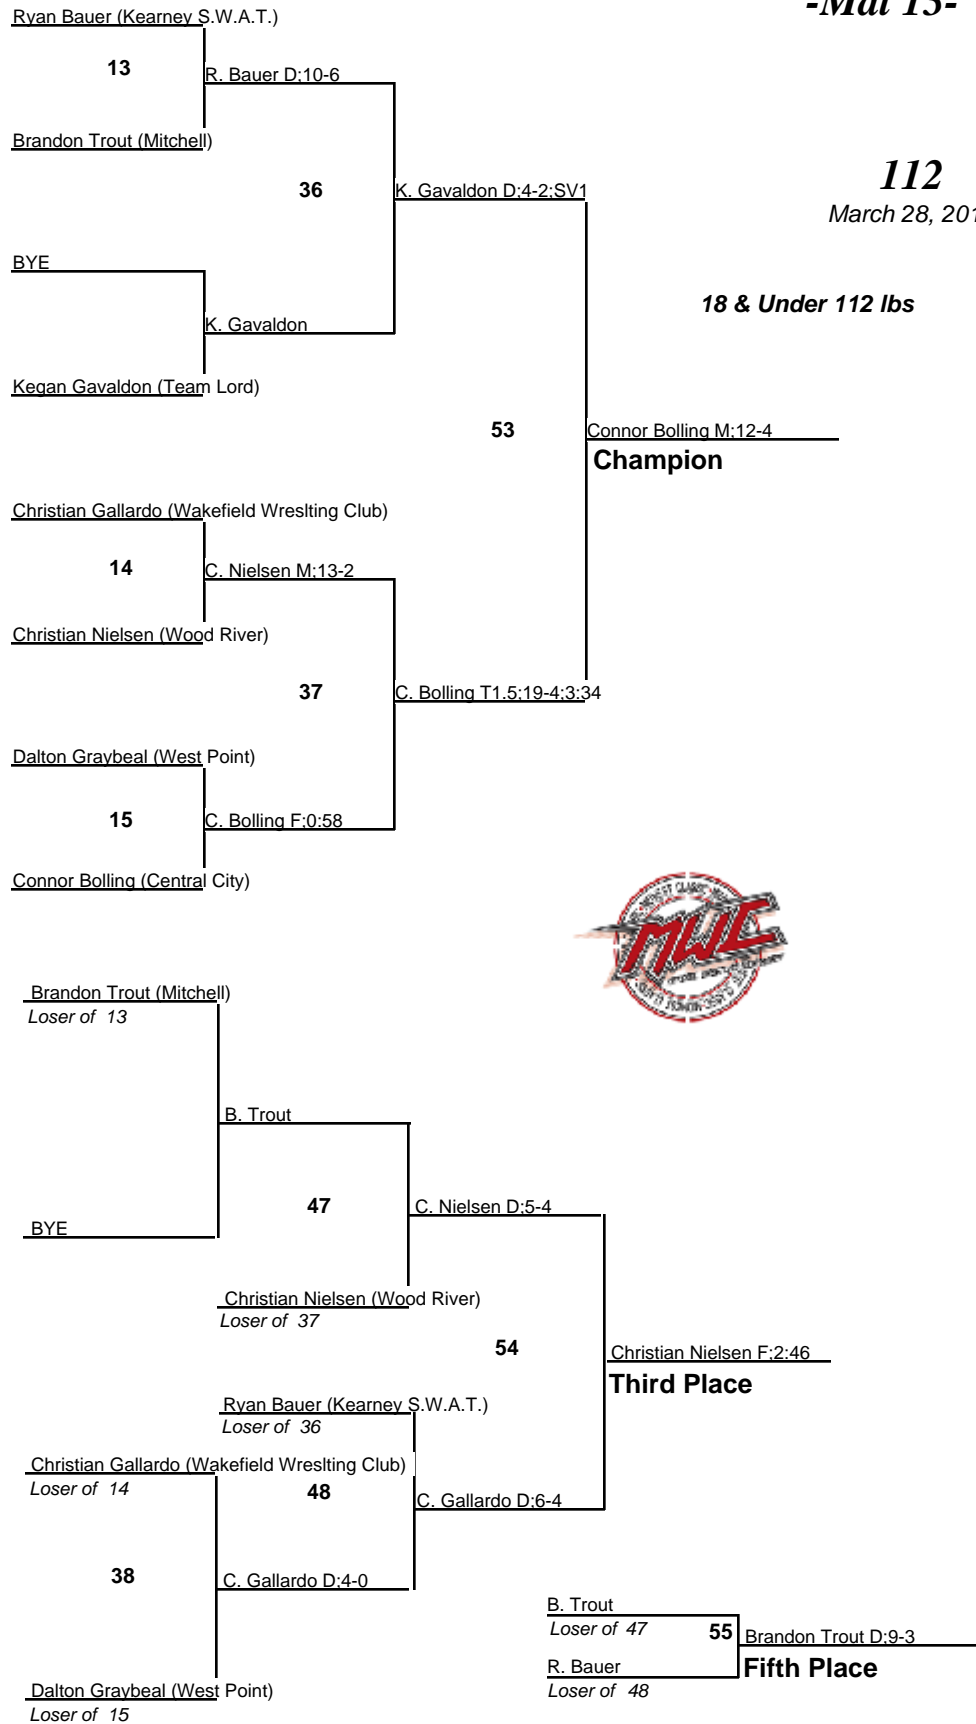 -Mat 15-
Ryan Bauer (Kearney S.W.A.T.)
13
R. Bauer D;10-6
Brandon Trout (Mitchell)
112
36
K. Gavaldon D;4-2;SV1
March 28, 201
BYE
18 & Under 112 lbs
K. Gavaldon
Kegan Gavaldon (Team Lord)
53
Connor Bolling M;12-4
Champion
Christian Gallardo (Wakefield Wreslting Club)
14
C. Nielsen M;13-2
Christian Nielsen (Wood River)
37
C. Bolling T1.5;19-4;3:34
Dalton Graybeal (West Point)
15
C. Bolling F;0:58
Connor Bolling (Central City)
MWC
Brandon Trout (Mitchell)
Loser of 13
B. Trout
47
C. Nielsen D;5-4
BYE
Christian Nielsen (Wood River)
Loser of 37
54
Christian Nielsen F;2:46
Third Place
Ryan Bauer (Kearney S.W.A.T.)
Loser of 36
Christian Gallardo (Wakefield Wreslting Club)
Loser of 14
48
C. Gallardo D;6-4
38
C. Gallardo D;4-0
B. Trout
Loser of 47
55
Brandon Trout D;9-3
R. Bauer
Fifth Place
Loser of 48
Dalton Graybeal (West Point)
Loser of 15